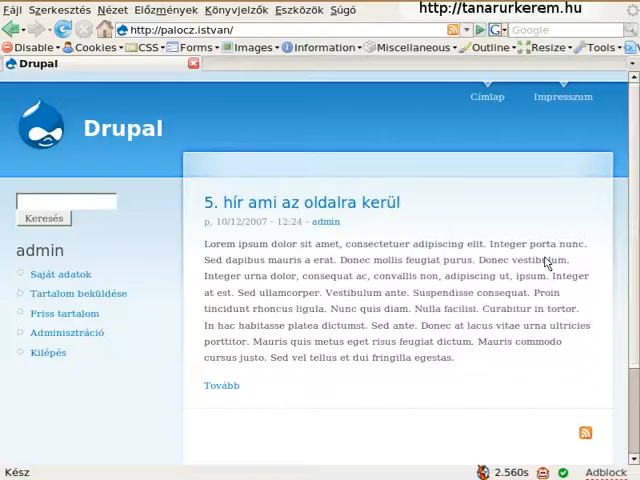 Fájl Szerkesztés Nézet Előzmények Könyvjelzők Eszközök Súgó
http://tanarurkerem.hu
http://palocz.istvan/
Google
Disable Cookies CSS Forms Images Information Miscellaneous Outline Resize Tools
Drupal
Címlap Impresszum
Drupal
Keresés
admin
Saját adatok
Tartalom beküldése
Friss tartalom
Adminisztráció
Kilépés
5. hír ami az oldalra kerül
p, 10/12/2007 - 12:24 - admin
Lorem ipsum dolor sit amet, consectetuer adipiscing elit. Integer porta nunc.
Sed dapibus mauris a erat. Donec mollis feugiat purus. Donec vestibulum.
Integer urna dolor, consequat ac, convallis non, adipiscing ut, ipsum. Integer
at est. Sed ullamcorper. Vestibulum ante. Suspendisse consequat. Proin
tincidunt rhoncus ligula. Nunc quis diam. Nulla facilisi. Curabitur in tortor.
In hac habitasse platea dictumst. Sed ante. Donec at lacus vitae urna ultricies
porttitor. Mauris quis metus eget risus feugiat dictum. Mauris commodo
cursus justo. Sed vel tellus et dui fringilla egestas.
Tovább
Kész
2.560s
Adblock